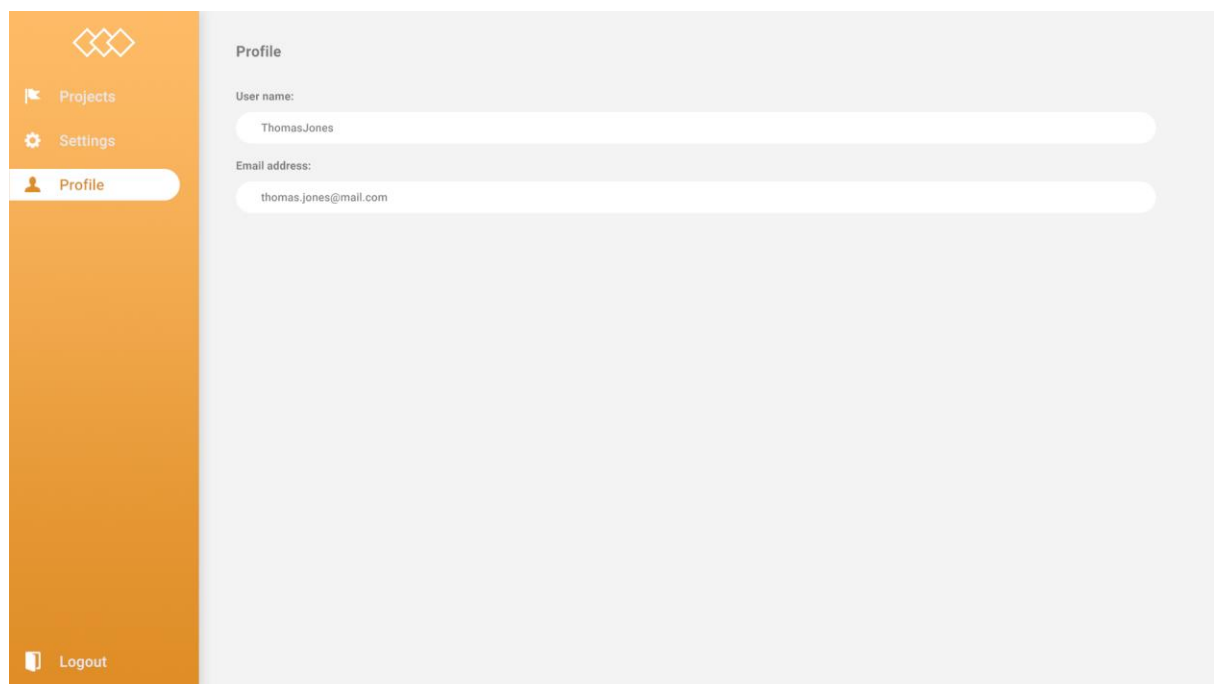 Projects
Settings
Profile
Logout
Profile
User name:
ThomasJones
Email address:
thomas.jones@mail.com